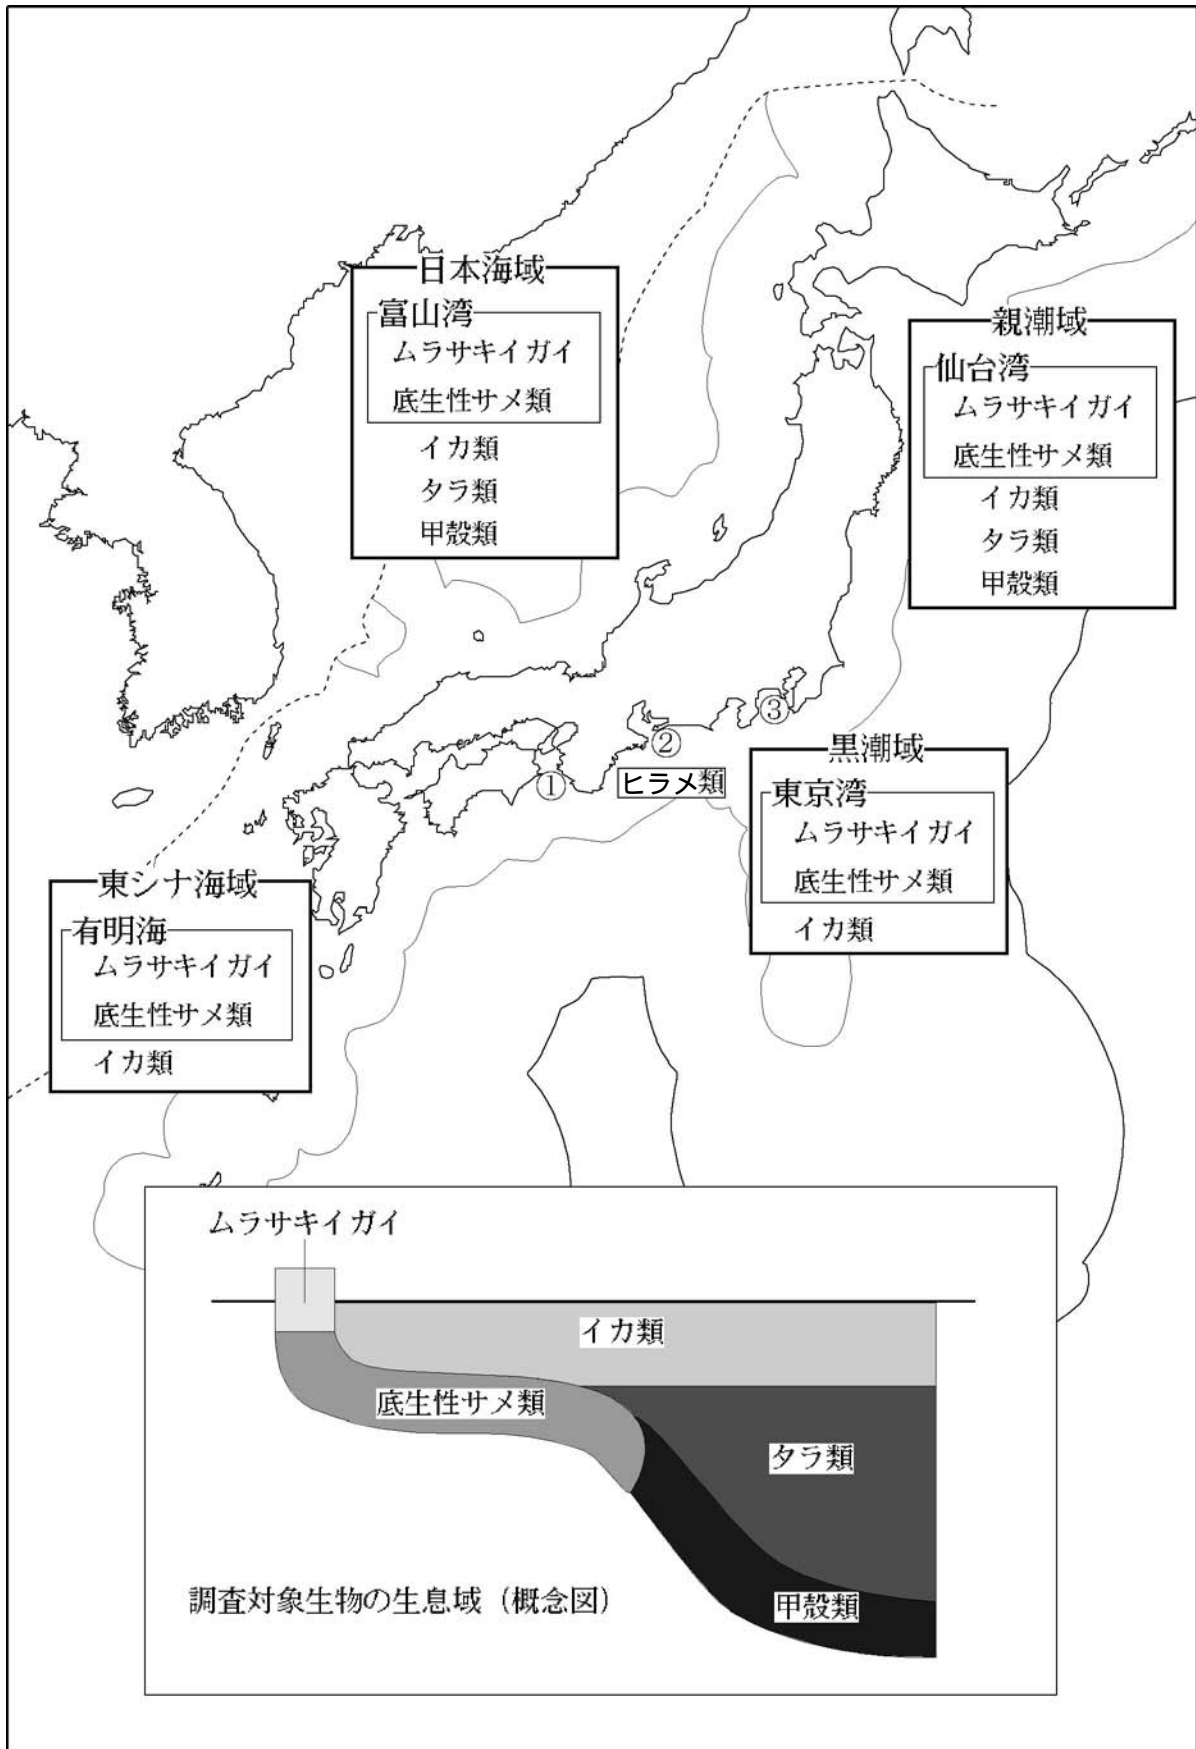 日本海域
富山湾
ムラサキイガイ
底生性サメ類
イカ類
タラ類
甲殻類
親潮域
仙台湾
ムラサキイガイ
底生性サメ類
イカ類
タラ類
甲殻類
①
②
③
ヒラメ類
黒潮域
東京湾
ムラサキイガイ
底生性サメ類
イカ類
東シナ海域
有明海
ムラサキイガイ
底生性サメ類
イカ類
ムラサキイガイ
イカ類
底生性サメ類
タラ類
甲殻類
調査対象生物の生息域（概念図）